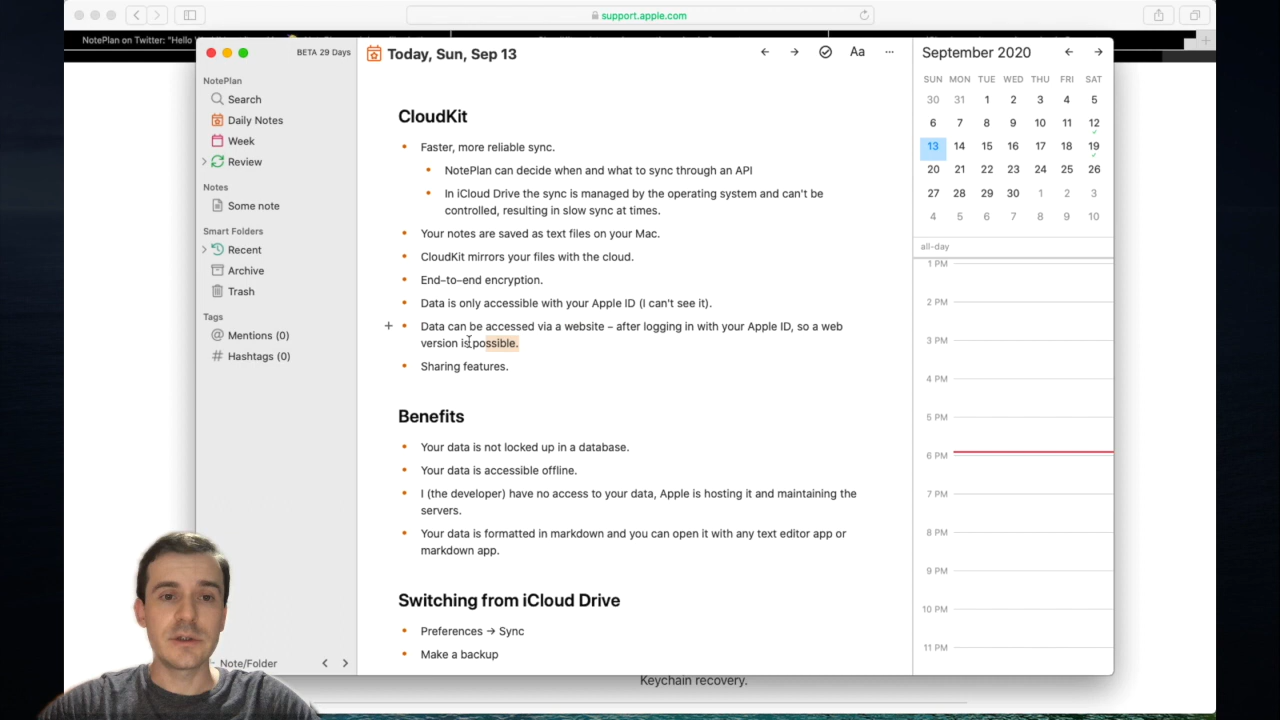 support.apple.com
NotePlan on Twitter: "Hello
BETA 29 Days
Today, Sun, Sep 13
Aa
September 2020
NotePlan
Search
Daily Notes
Week
Review
Notes
Some note
Smart Folders
Recent
Archive
Trash
Tags
Mentions (0)
Hashtags (0)
Note/Folder
CloudKit
Faster, more reliable sync.
NotePlan can decide when and what to sync through an API
In iCloud Drive the sync is managed by the operating system and can't be
controlled, resulting in slow sync at times.
Your notes are saved as text files on your Mac.
CloudKit mirrors your files with the cloud.
End-to-end encryption.
Data is only accessible with your Apple ID (I can't see it).
Data can be accessed via a website – after logging in with your Apple ID, so a web
version is possible.
Sharing features.
Benefits
Your data is not locked up in a database.
Your data is accessible offline.
I (the developer) have no access to your data, Apple is hosting it and maintaining the
servers.
Your data is formatted in markdown and you can open it with any text editor app or
markdown app.
Switching from iCloud Drive
Preferences → Sync
Make a backup
SUN MON TUE WED THU FRI SAT
30 31 1 2 3 4 5
6 7 8 9 10 11 12
13 14 15 16 17 18 19
20 21 22 23 24 25 26
27 28 29 30 1 2 3
4 5 6 7 8 9 10
all-day
1 PM
2 PM
3 PM
4 PM
5 PM
6 PM
7 PM
8 PM
9 PM
10 PM
11 PM
Keychain recovery.